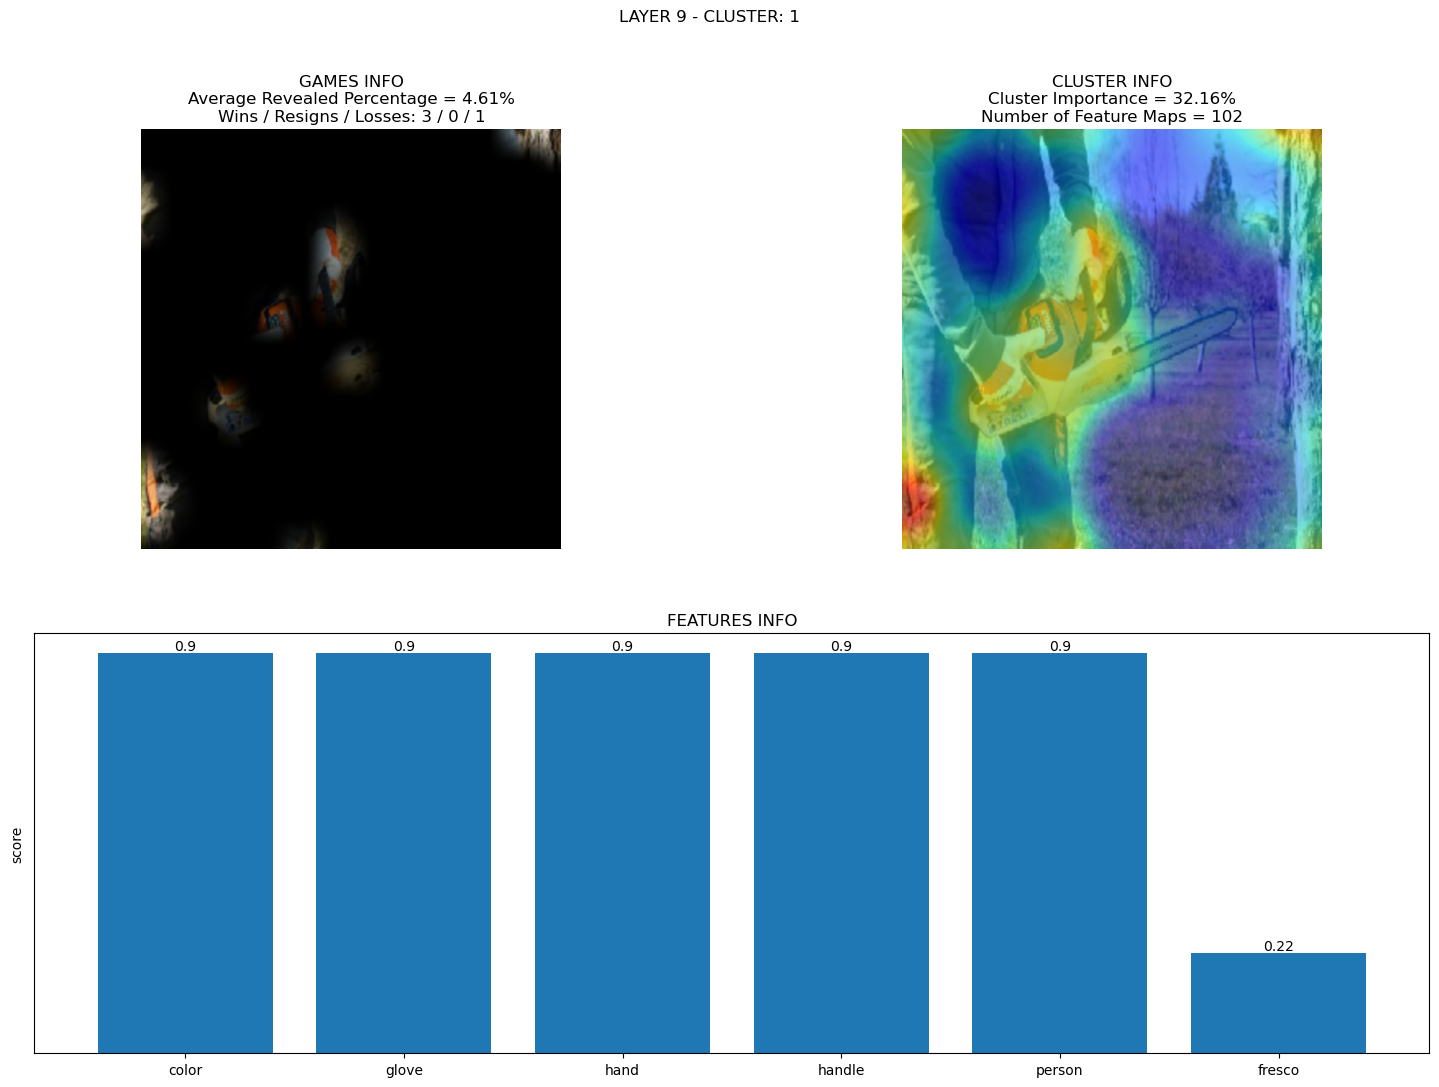 LAYER 9 - CLUSTER: 1
GAMES INFO
Average Revealed Percentage = 4.61%
Wins / Resigns / Losses: 3 / 0 / 1
CLUSTER INFO
Cluster Importance = 32.16%
Number of Feature Maps = 102
FEATURES INFO
score
0.9
0.9
0.9
0.9
0.9
0.22
color
glove
hand
handle
person
fresco